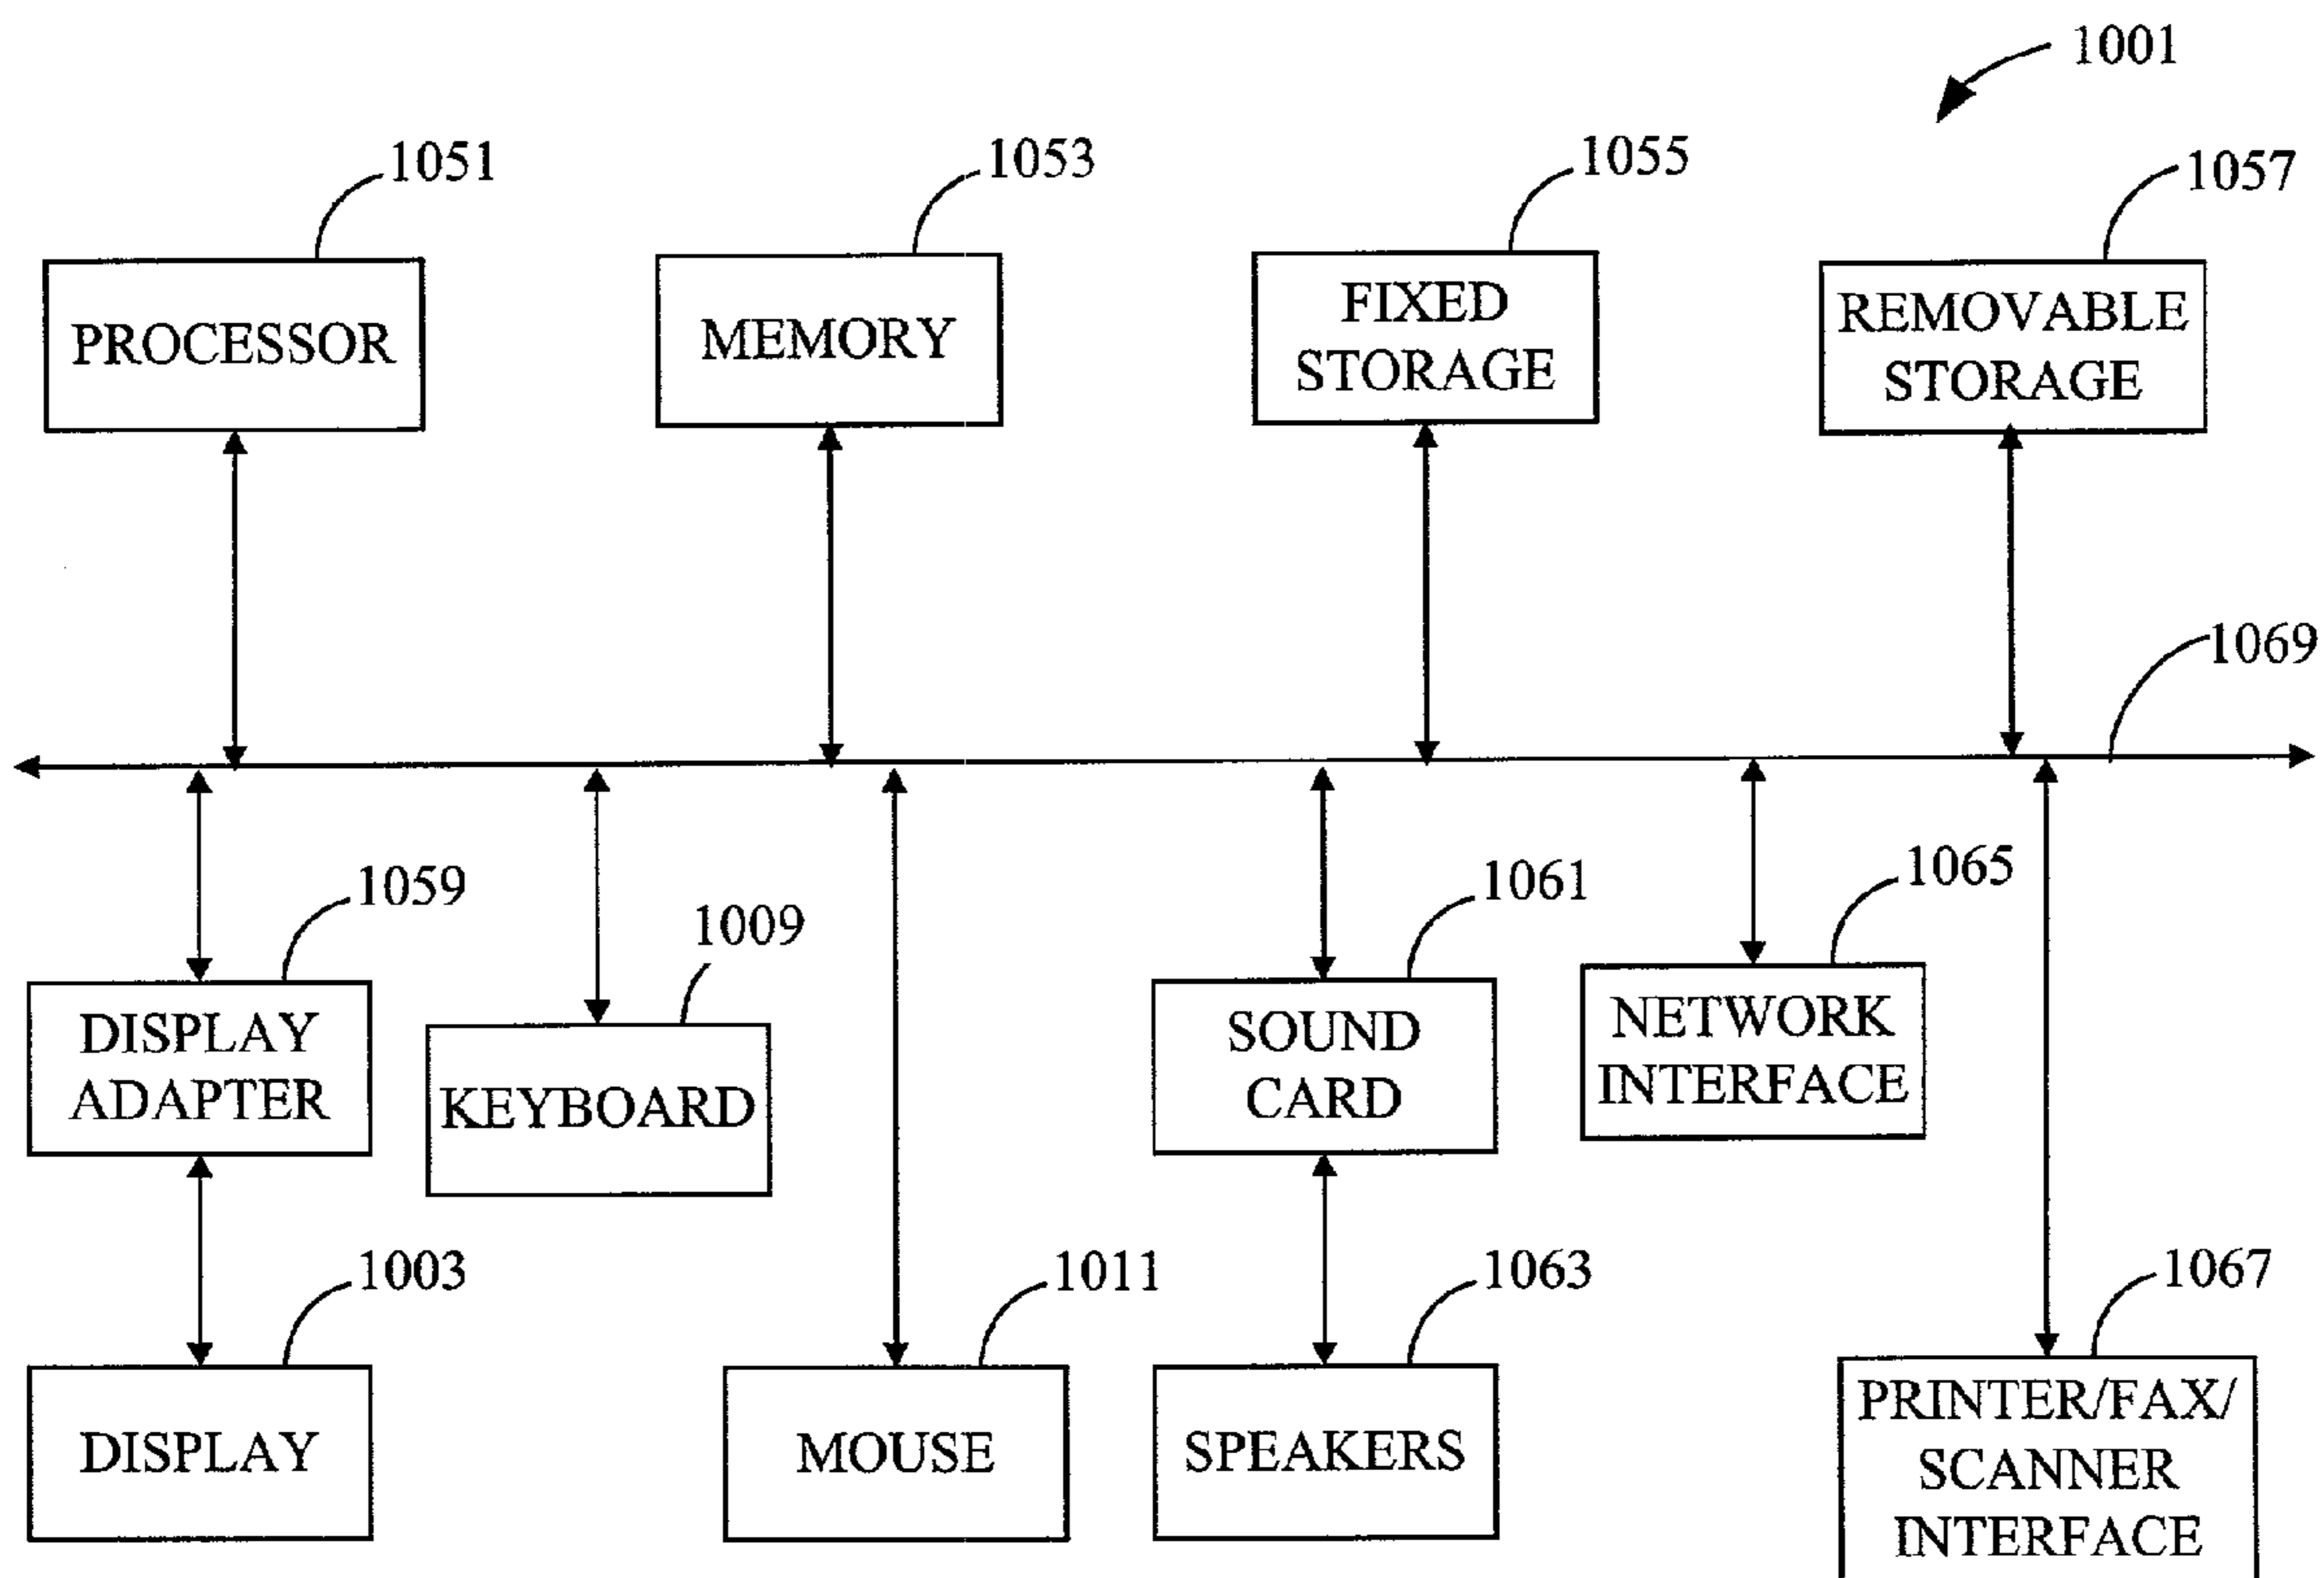 1001
1051
1053
1055
1057
PROCESSOR
MEMORY
FIXED
STORAGE
REMOVABLE
STORAGE
1069
1059
1009
1061
1065
DISPLAY
ADAPTER
KEYBOARD
SOUND
CARD
NETWORK
INTERFACE
1003
1011
1063
1067
DISPLAY
MOUSE
SPEAKERS
PRINTER/FAX/
SCANNER
INTERFACE